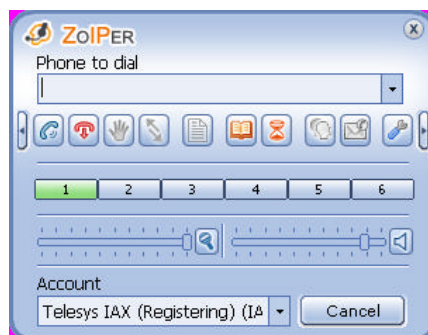 ZOIPER
Phone to dial
1 2 3 4 5 6
Account
Telesys IAX (Registering) (IA
Cancel